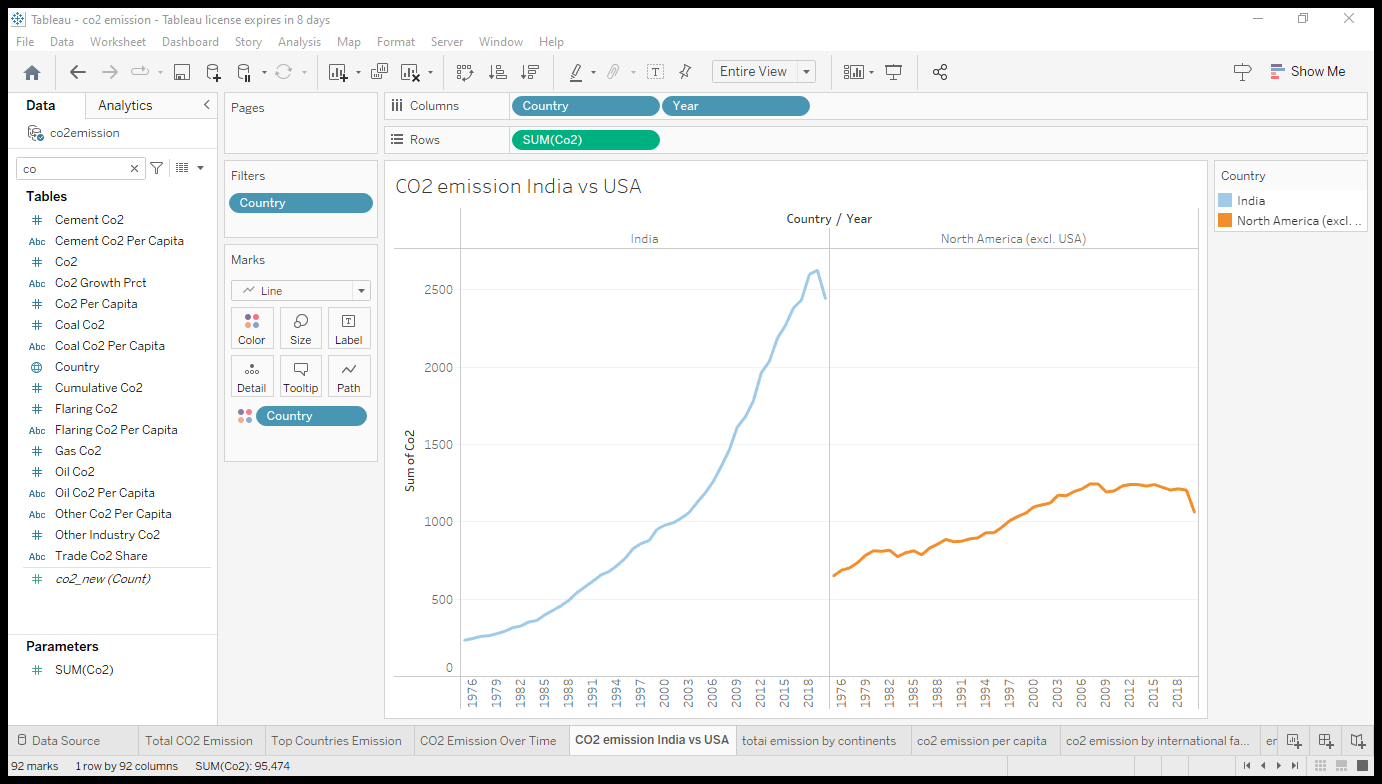 Tableau - co2 emission - Tableau license expires in 8 days
File Data Worksheet Dashboard Story Analysis Map Format Server Window Help
T Entire View Show Me
Data Analytics
co2emission
co
Tables
# Cement Co2
Abc Cement Co2 Per Capita
# Co2
Abc Co2 Growth Prct
# Co2 Per Capita
# Coal Co2
Abc Coal Co2 Per Capita
Country
# Cumulative Co2
# Flaring Co2
Abc Flaring Co2 Per Capita
# Gas Co2
# Oil Co2
Abc Oil Co2 Per Capita
Abc Other Co2 Per Capita
# Other Industry Co2
Abc Trade Co2 Share
# co2_new (Count)
Parameters
# SUM(Co2)
Pages
Filters
Country
Marks
Line
Color Size Label
Detail Tooltip Path
Country
Columns Country Year
Rows SUM(Co2)
CO2 emission India vs USA
Country / Year
India North America (excl. USA)
Sum of Co2
2500
2000
1500
1000
500
0
1976 1979 1982 1985 1988 1991 1994 1997 2000 2003 2006 2009 2012 2015 2018
1976 1979 1982 1985 1988 1991 1994 1997 2000 2003 2006 2009 2012 2015 2018
Country
India
North America (excl. ..
Data Source Total CO2 Emission Top Countries Emission CO2 Emission Over Time CO2 emission India vs USA totai emission by continents co2 emission per capita co2 emission by international fa... er
92 marks 1 row by 92 columns SUM(Co2): 95,474